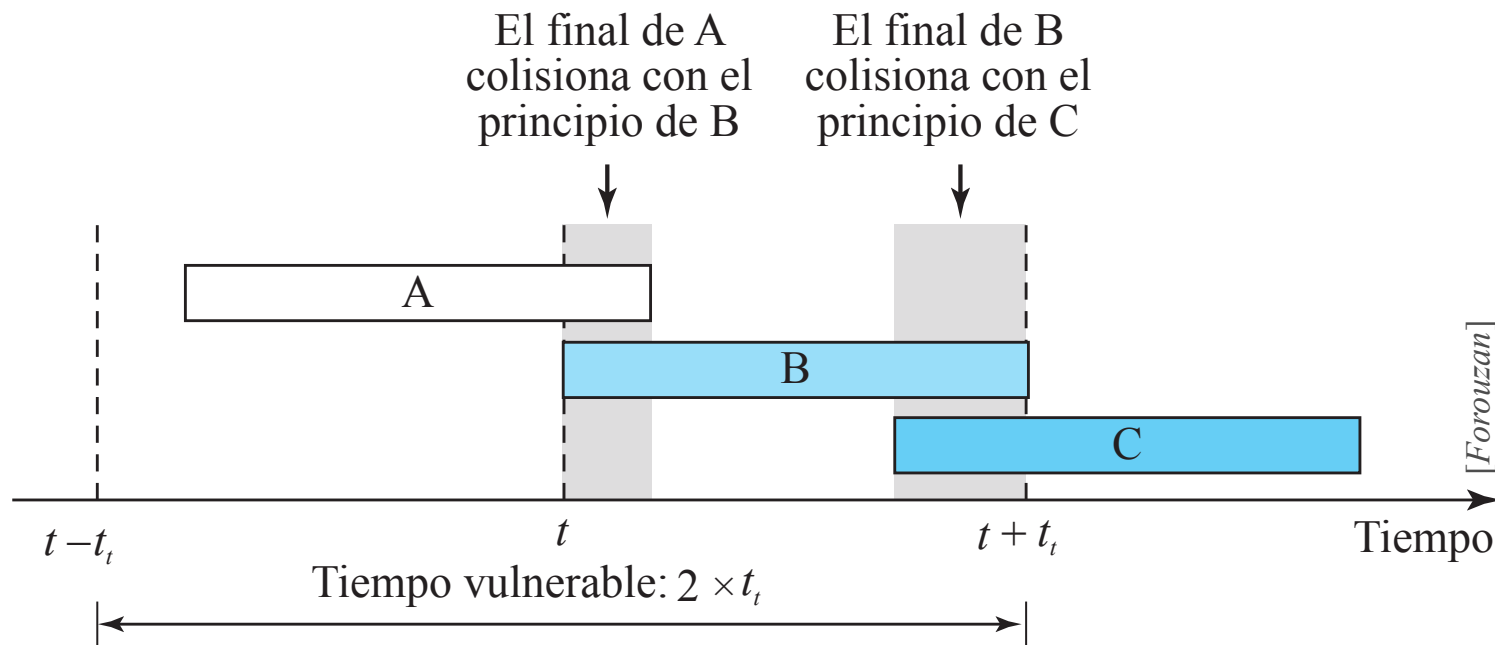 El final de A
colisiona con el
principio de B
El final de B
colisiona con el
principio de C
A
B
C
[Forouzan]
t − tₜ
t
t + tₜ
Tiempo
Tiempo vulnerable: 2 × tₜ